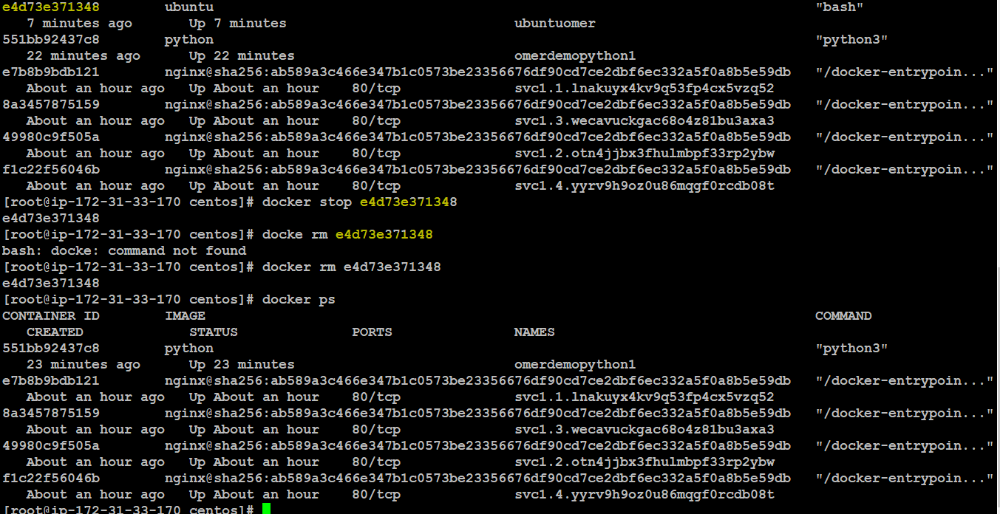 e4d73e371348 ubuntu "bash"
7 minutes ago Up 7 minutes ubuntuomer
551bb92437c8 python "python3"
22 minutes ago Up 22 minutes omerdemopython1
e7b8b9bdb121 nginx@sha256:ab589a3c466e347b1c0573be23356676df90cd7ce2dbf6ec332a5f0a8b5e59db "/docker-entrypoin..."
About an hour ago Up About an hour 80/tcp svc1.1.lnakuyx4kv9q53fp4cx5vzq52
8a3457875159 nginx@sha256:ab589a3c466e347b1c0573be23356676df90cd7ce2dbf6ec332a5f0a8b5e59db "/docker-entrypoin..."
About an hour ago Up About an hour 80/tcp svc1.3.wecavuckgac68o4z81bu3axa3
49980c9f505a nginx@sha256:ab589a3c466e347b1c0573be23356676df90cd7ce2dbf6ec332a5f0a8b5e59db "/docker-entrypoin..."
About an hour ago Up About an hour 80/tcp svc1.2.otn4jjbx3fhulmbpf33rp2ybw
f1c22f56046b nginx@sha256:ab589a3c466e347b1c0573be23356676df90cd7ce2dbf6ec332a5f0a8b5e59db "/docker-entrypoin..."
About an hour ago Up About an hour 80/tcp svc1.4.yyrv9h9oz0u86mqgf0rcdb08t
[root@ip-172-31-33-170 centos]# docker stop e4d73e371348
e4d73e371348
[root@ip-172-31-33-170 centos]# docke rm e4d73e371348
bash: docke: command not found
[root@ip-172-31-33-170 centos]# docker rm e4d73e371348
e4d73e371348
[root@ip-172-31-33-170 centos]# docker ps
CONTAINER ID IMAGE COMMAND
CREATED STATUS PORTS NAMES
551bb92437c8 python "python3"
23 minutes ago Up 23 minutes omerdemopython1
e7b8b9bdb121 nginx@sha256:ab589a3c466e347b1c0573be23356676df90cd7ce2dbf6ec332a5f0a8b5e59db "/docker-entrypoin..."
About an hour ago Up About an hour 80/tcp svc1.1.lnakuyx4kv9q53fp4cx5vzq52
8a3457875159 nginx@sha256:ab589a3c466e347b1c0573be23356676df90cd7ce2dbf6ec332a5f0a8b5e59db "/docker-entrypoin..."
About an hour ago Up About an hour 80/tcp svc1.3.wecavuckgac68o4z81bu3axa3
49980c9f505a nginx@sha256:ab589a3c466e347b1c0573be23356676df90cd7ce2dbf6ec332a5f0a8b5e59db "/docker-entrypoin..."
About an hour ago Up About an hour 80/tcp svc1.2.otn4jjbx3fhulmbpf33rp2ybw
f1c22f56046b nginx@sha256:ab589a3c466e347b1c0573be23356676df90cd7ce2dbf6ec332a5f0a8b5e59db "/docker-entrypoin..."
About an hour ago Up About an hour 80/tcp svc1.4.yyrv9h9oz0u86mqgf0rcdb08t
[root@ip-172-31-33-170 centos]#